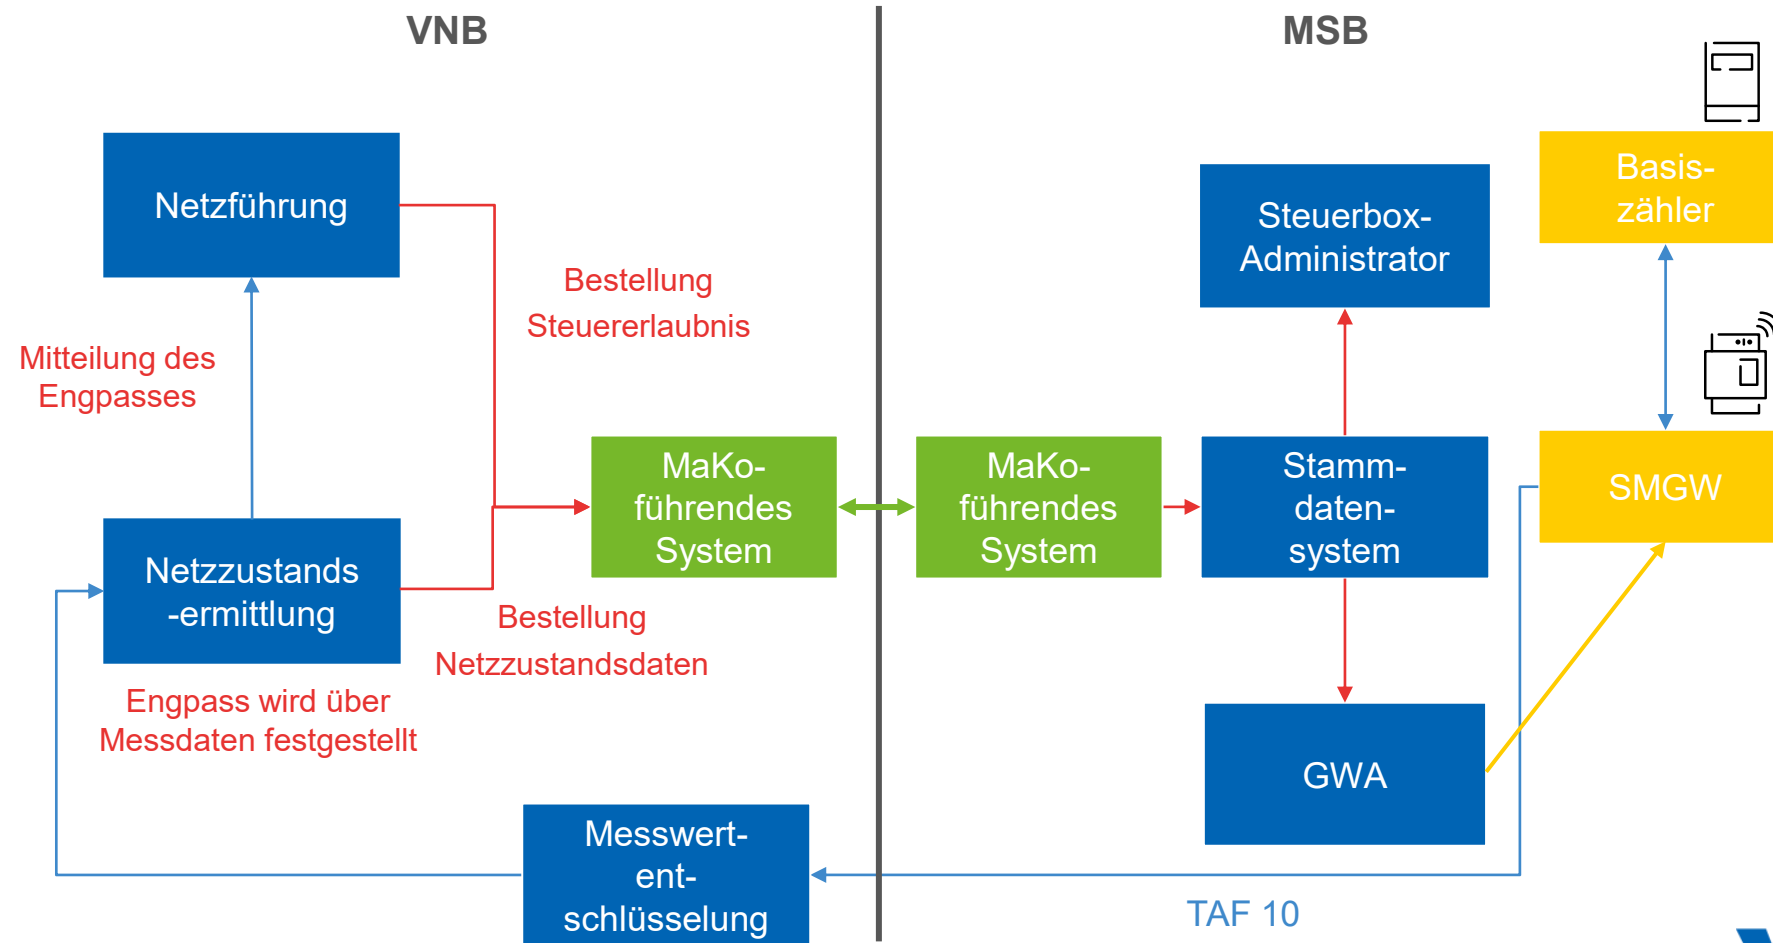 VNB
MSB
Netzführung
Bestellung
Steuererlaubnis
Mitteilung des
Engpasses
MaKo-
führendes
System
Netzzustands
-ermittlung
Bestellung
Netzzustandsdaten
Engpass wird über
Messdaten festgestellt
Messwert-
ent-
schlüsselung
Steuerbox-
Administrator
Basis-
zähler
MaKo-
führendes
System
Stamm-
daten-
system
SMGW
GWA
TAF 10